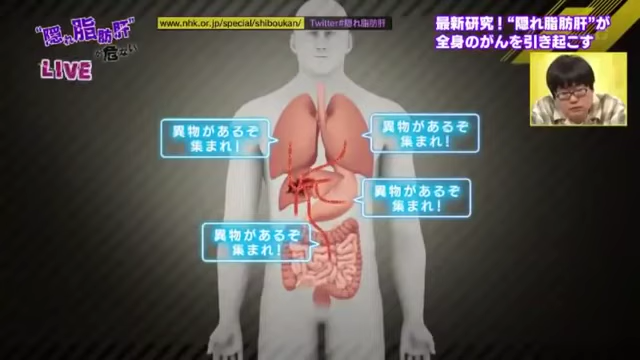 “隠れ脂肪肝”
が危ない
LIVE
www.nhk.or.jp/special/shiboukan/
Twitter#隠れ脂肪肝
最新研究！“隠れ脂肪肝”が
全身のがんを引き起こす
異物があるぞ
集まれ！
異物があるぞ
集まれ！
異物があるぞ
集まれ！
異物があるぞ
集まれ！